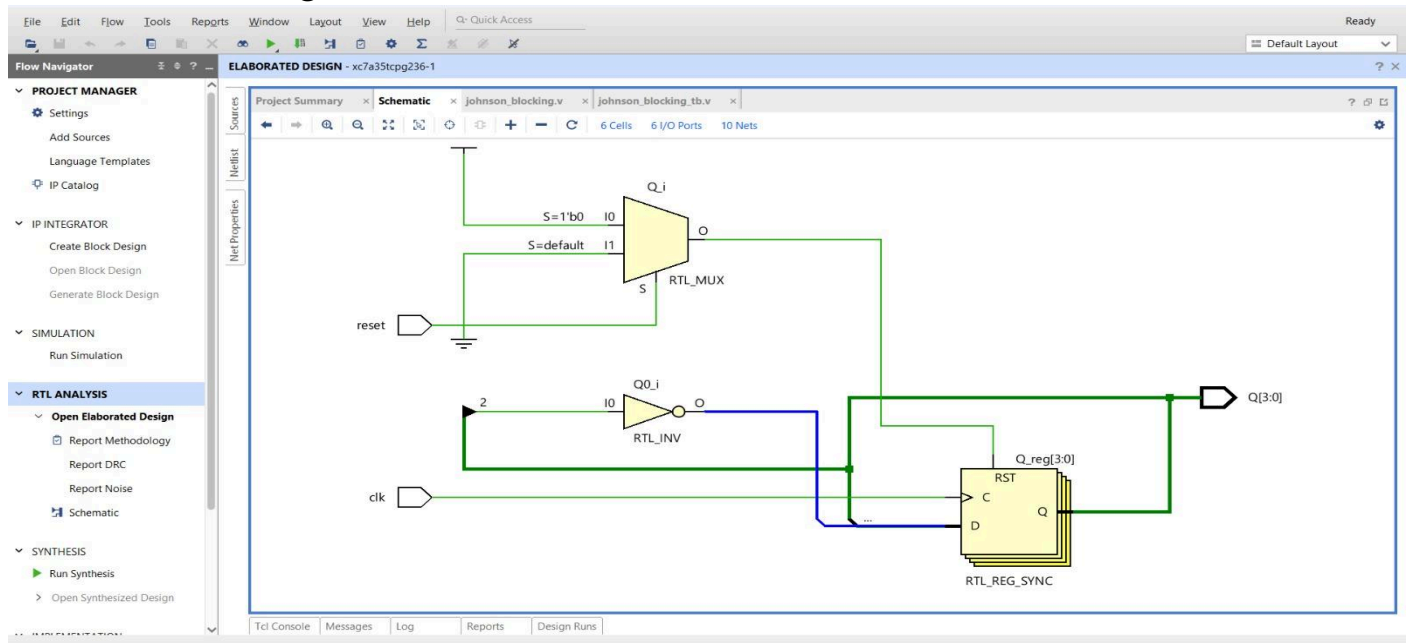 File Edit Flow Tools Reports Window Layout View Help Quick Access Ready
Default Layout
Flow Navigator ? _ ELABORATED DESIGN - xc7a35tcpg236-1 ? ×
PROJECT MANAGER
Settings
Add Sources
Language Templates
IP Catalog
IP INTEGRATOR
Create Block Design
Open Block Design
Generate Block Design
SIMULATION
Run Simulation
RTL ANALYSIS
Open Elaborated Design
Report Methodology
Report DRC
Report Noise
Schematic
SYNTHESIS
Run Synthesis
Open Synthesized Design
Sources
Netlist
Net Properties
Project Summary × Schematic × johnson_blocking.v × johnson_blocking_tb.v × ?
6 Cells 6 I/O Ports 10 Nets
Q_i
S=1'b0 I0
O
S=default I1
S RTL_MUX
reset
Q0_i
2 I0 O
RTL_INV
Q[3:0]
Q_reg[3:0]
RST
clk
C
...
Q
D
RTL_REG_SYNC
Tcl Console Messages Log Reports Design Runs